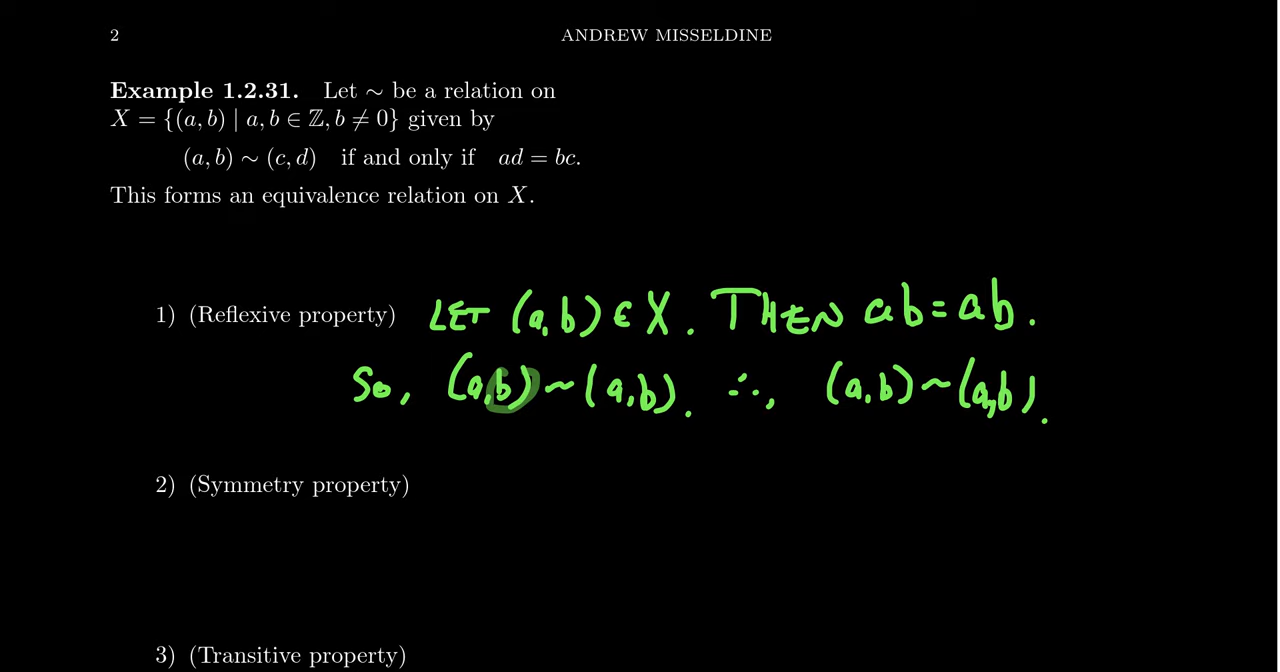 2 ANDREW MISSELDINE
Example 1.2.31. Let ∼ be a relation on
X = {(a, b) | a, b ∈ ℤ, b ≠ 0} given by
(a, b) ∼ (c, d) if and only if ad = bc.
This forms an equivalence relation on X.
1) (Reflexive property) LET (a, b) ∈ X. THEN ab = ab.
So, (a, b) ~ (a, b). ∴, (a, b) ~ (a, b).
2) (Symmetry property)
3) (Transitive property)